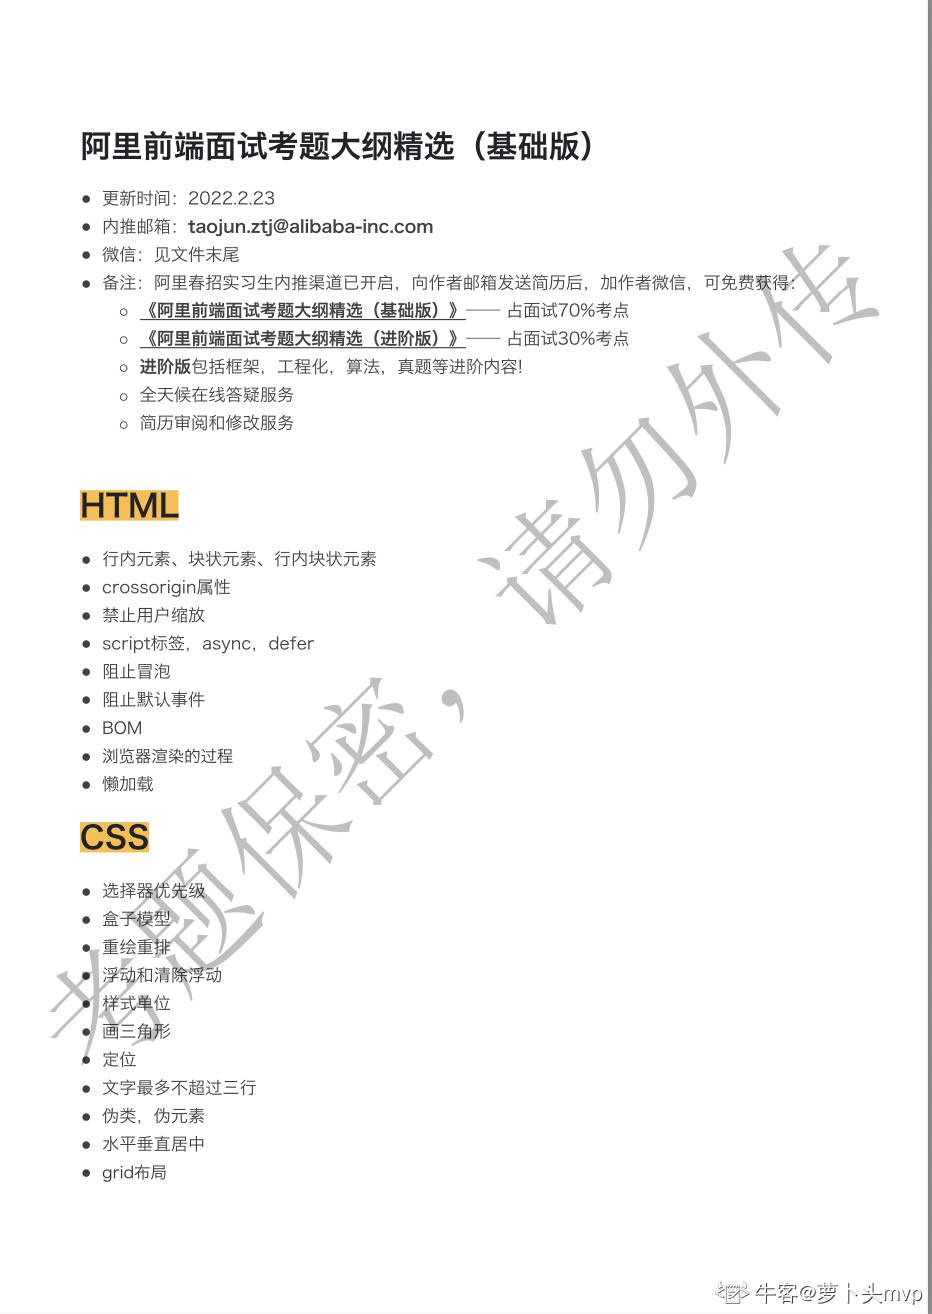 阿里前端面试考题大纲精选（基础版）
更新时间：2022.2.23
内推邮箱：taojun.ztj@alibaba-inc.com
微信：见文件末尾
备注：阿里春招实习生内推渠道已开启，向作者邮箱发送简历后，加作者微信，可免费获得：
《阿里前端面试考题大纲精选（基础版）》—— 占面试70%考点
《阿里前端面试考题大纲精选（进阶版）》—— 占面试30%考点
进阶版包括框架，工程化，算法，真题等进阶内容!
全天候在线答疑服务
简历审阅和修改服务
HTML
行内元素、块状元素、行内块状元素
crossorigin属性
禁止用户缩放
script标签，async，defer
阻止冒泡
阻止默认事件
BOM
浏览器渲染的过程
懒加载
CSS
选择器优先级
盒子模型
重绘重排
浮动和清除浮动
样式单位
画三角形
定位
文字最多不超过三行
伪类，伪元素
水平垂直居中
grid布局
考题保密，请勿外传
牛客@萝卜头mvp